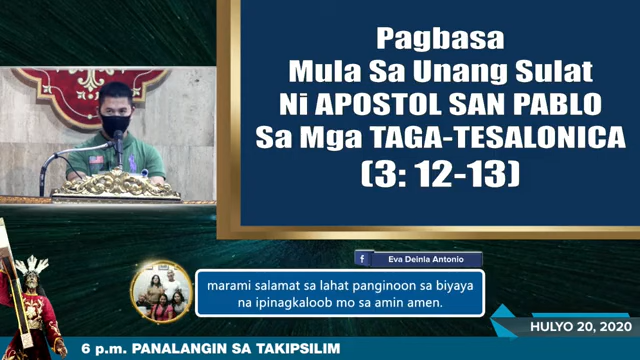 Pagbasa
Mula Sa Unang Sulat
Ni APOSTOL SAN PABLO
Sa Mga TAGA-TESALONICA
(3: 12-13)
Eva Deinla Antonio
marami salamat sa lahat panginoon sa biyaya
na ipinagkaloob mo sa amin amen.
HULYO 20, 2020
6 p.m. PANALANGIN SA TAKIPSILIM